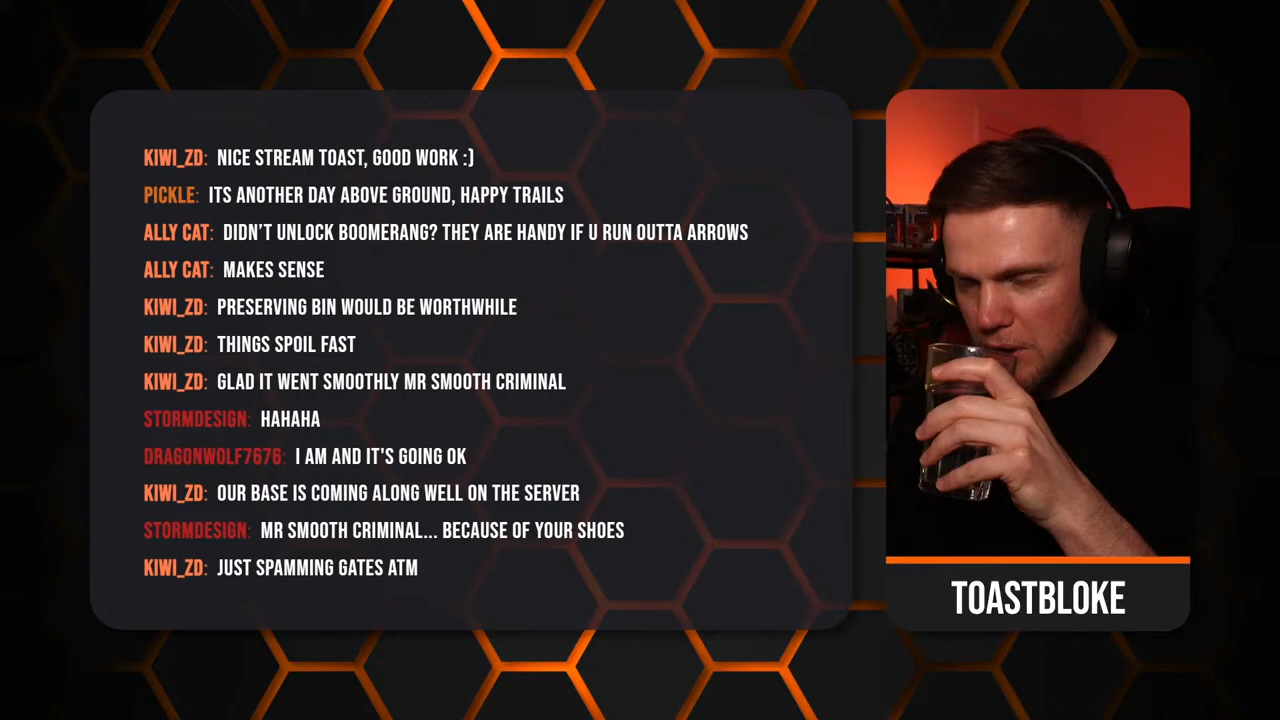 KIWI_ZD: NICE STREAM TOAST, GOOD WORK :)
PICKLE: ITS ANOTHER DAY ABOVE GROUND, HAPPY TRAILS
ALLY CAT: DIDN'T UNLOCK BOOMERANG? THEY ARE HANDY IF U RUN OUTTA ARROWS
ALLY CAT: MAKES SENSE
KIWI_ZD: PRESERVING BIN WOULD BE WORTHWHILE
KIWI_ZD: THINGS SPOIL FAST
KIWI_ZD: GLAD IT WENT SMOOTHLY MR SMOOTH CRIMINAL
STORMDESIGN: HAHAHA
DRAGONWOLF7676: I AM AND IT'S GOING OK
KIWI_ZD: OUR BASE IS COMING ALONG WELL ON THE SERVER
STORMDESIGN: MR SMOOTH CRIMINAL... BECAUSE OF YOUR SHOES
KIWI_ZD: JUST SPAMMING GATES ATM
TOASTBLOKE